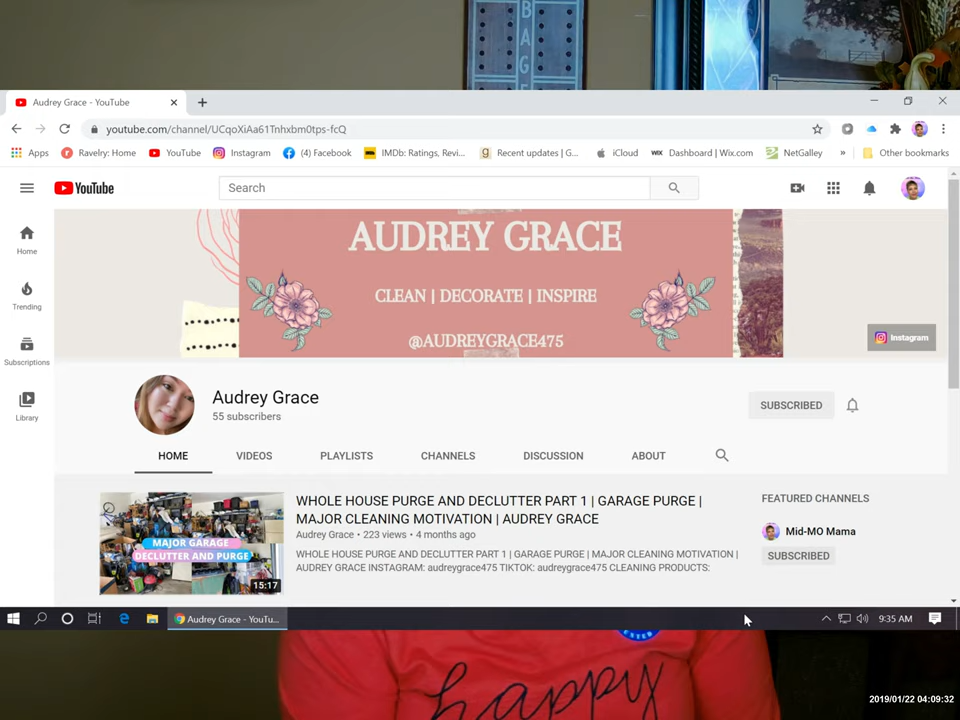 BAG
Audrey Grace - YouTube
youtube.com/channel/UCqoXiAa61Tnhxbm0tps-fcQ
Apps
Ravelry: Home
YouTube
Instagram
(4) Facebook
IMDb: Ratings, Revi...
Recent updates | G...
iCloud
WIX Dashboard | Wix.com
NetGalley
»
Other bookmarks
YouTube
Search
Home
Trending
Subscriptions
Library
AUDREY GRACE
CLEAN | DECORATE | INSPIRE
@AUDREYGRACE475
Instagram
Audrey Grace
55 subscribers
SUBSCRIBED
HOME
VIDEOS
PLAYLISTS
CHANNELS
DISCUSSION
ABOUT
MAJOR GARAGE
DECLUTTER AND PURGE
15:17
WHOLE HOUSE PURGE AND DECLUTTER PART 1 | GARAGE PURGE |
MAJOR CLEANING MOTIVATION | AUDREY GRACE
Audrey Grace • 223 views • 4 months ago
WHOLE HOUSE PURGE AND DECLUTTER PART 1 | GARAGE PURGE | MAJOR CLEANING MOTIVATION |
AUDREY GRACE INSTAGRAM: audreygrace475 TIKTOK: audreygrace475 CLEANING PRODUCTS:
FEATURED CHANNELS
Mid-MO Mama
SUBSCRIBED
Audrey Grace - YouTu...
9:35 AM
happy
2019/01/22 04:09:32